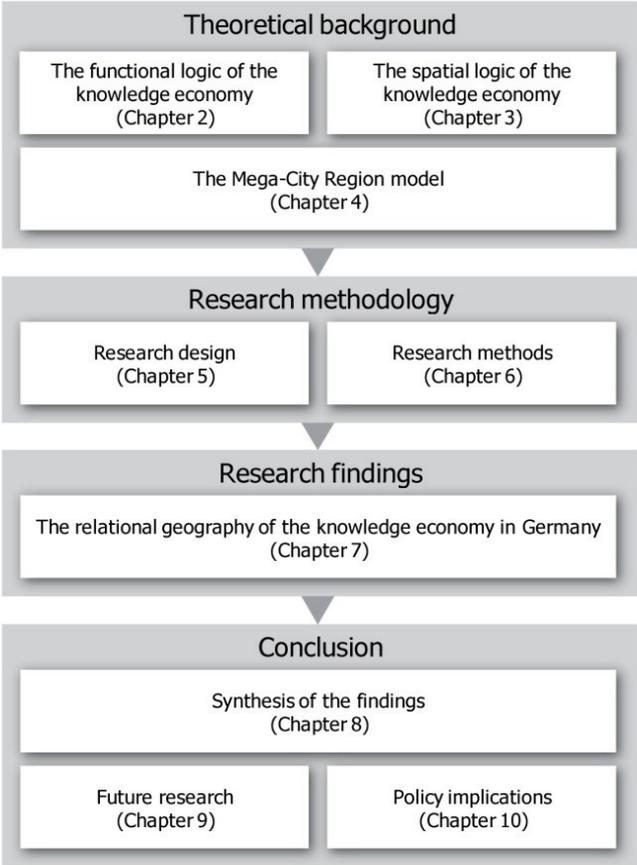 Theoretical background
The functional logic of the
knowledge economy
(Chapter 2)
The spatial logic of the
knowledge economy
(Chapter 3)
The Mega-City Region model
(Chapter 4)
Research methodology
Research design
(Chapter 5)
Research methods
(Chapter 6)
Research findings
The relational geography of the knowledge economy in Germany
(Chapter 7)
Conclusion
Synthesis of the findings
(Chapter 8)
Future research
(Chapter 9)
Policy implications
(Chapter 10)